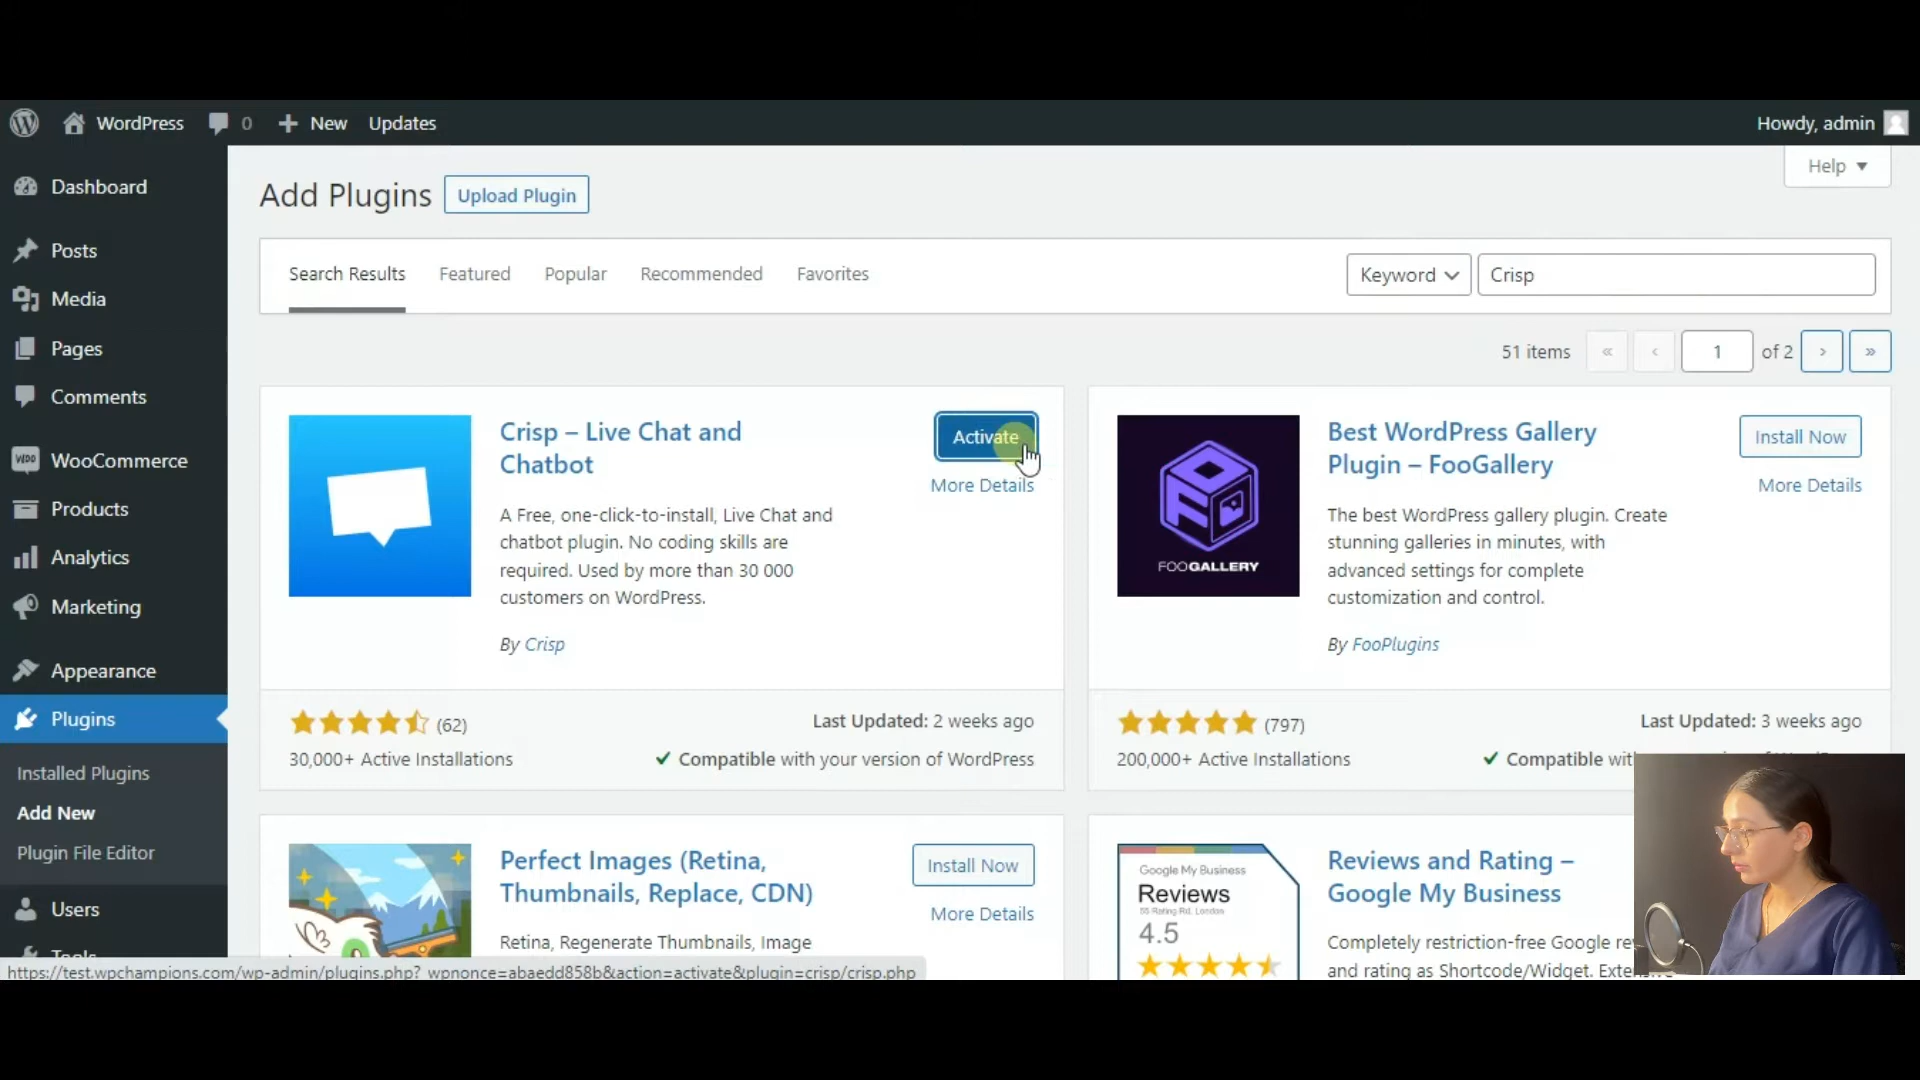 WordPress 0 New Updates Howdy, admin
Help
Dashboard
Posts
Media
Pages
Comments
WooCommerce
Products
Analytics
Marketing
Appearance
Plugins
Installed Plugins
Add New
Plugin File Editor
Users
Tools
Add Plugins Upload Plugin
Search Results Featured Popular Recommended Favorites Keyword Crisp
51 items « ‹ 1 of 2 › »
Crisp – Live Chat and
Chatbot
Activate
More Details
A Free, one-click-to-install, Live Chat and
chatbot plugin. No coding skills are
required. Used by more than 30 000
customers on WordPress.
By Crisp
(62)
Last Updated: 2 weeks ago
30,000+ Active Installations
Compatible with your version of WordPress
FOOGALLERY
Best WordPress Gallery
Plugin – FooGallery
Install Now
More Details
The best WordPress gallery plugin. Create
stunning galleries in minutes, with
advanced settings for complete
customization and control.
By FooPlugins
(797)
Last Updated: 3 weeks ago
200,000+ Active Installations
Compatible
Perfect Images (Retina,
Thumbnails, Replace, CDN)
Install Now
More Details
Retina, Regenerate Thumbnails, Image
Google My Business
Reviews
55 Rating Rd, London
4.5
Reviews and Rating –
Google My Business
Completely restriction-free Google
and rating as Shortcode/Widget.
https://test.wpchampions.com/wp-admin/plugins.php?_wpnonce=abaedd858b&action=activate&plugin=crisp/crisp.php